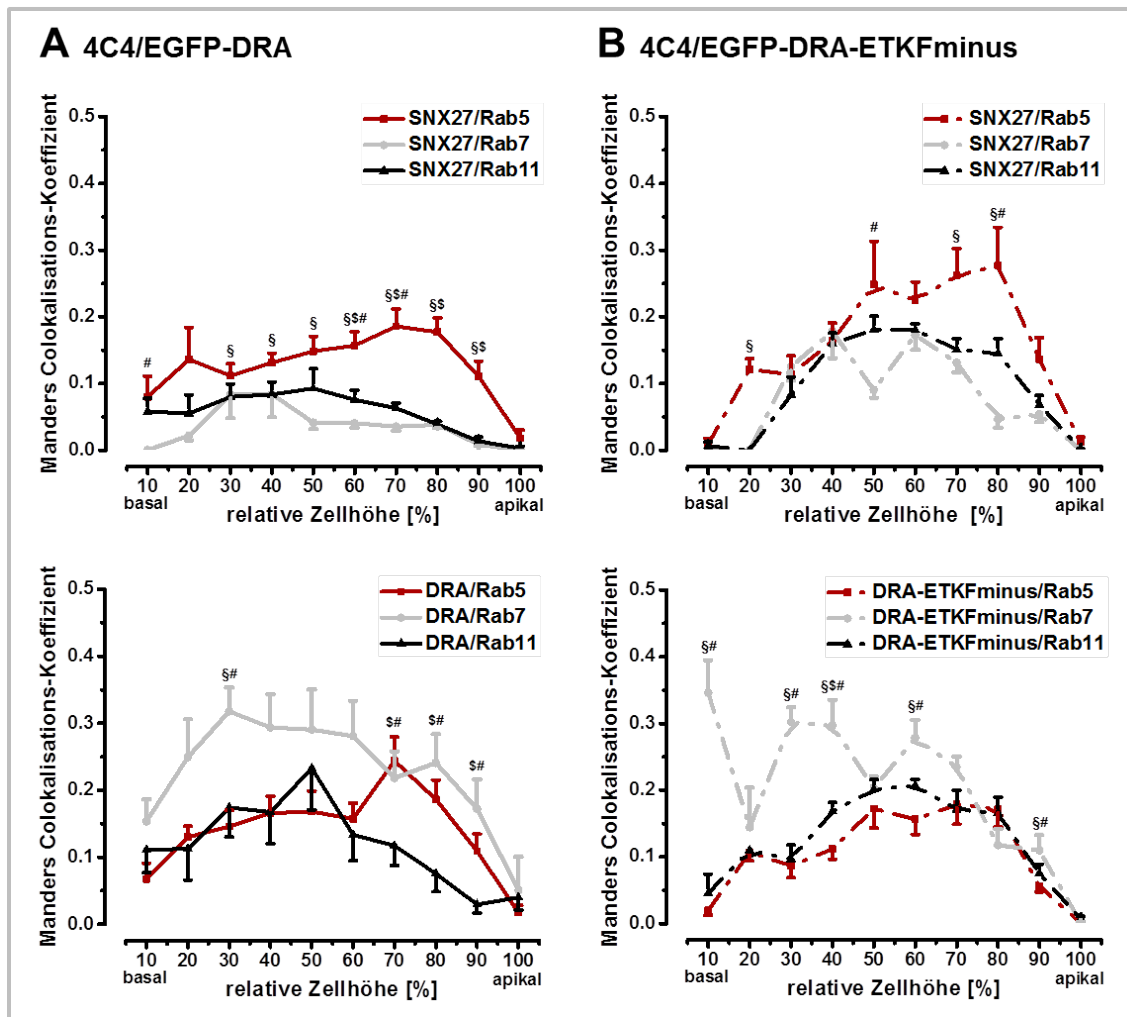 A 4C4/EGFP-DRA
B 4C4/EGFP-DRA-ETKFminus
Manders Colokalisations-Koeffizient
0.5
0.4
0.3
0.2
0.1
0.0
SNX27/Rab5
SNX27/Rab7
SNX27/Rab11
# § § § §$# §$# §$ §$
10 20 30 40 50 60 70 80 90 100
basal apikal
relative Zellhöhe [%]
Manders Colokalisations-Koeffizient
0.5
0.4
0.3
0.2
0.1
0.0
SNX27/Rab5
SNX27/Rab7
SNX27/Rab11
§ # § §#
10 20 30 40 50 60 70 80 90 100
basal apikal
relative Zellhöhe [%]
Manders Colokalisations-Koeffizient
0.5
0.4
0.3
0.2
0.1
0.0
DRA/Rab5
DRA/Rab7
DRA/Rab11
§# $# $# $#
10 20 30 40 50 60 70 80 90 100
basal apikal
relative Zellhöhe [%]
Manders Colokalisations-Koeffizient
0.5
0.4
0.3
0.2
0.1
0.0
DRA-ETKFminus/Rab5
DRA-ETKFminus/Rab7
DRA-ETKFminus/Rab11
§# §# §$# §# §#
10 20 30 40 50 60 70 80 90 100
basal apikal
relative Zellhöhe [%]